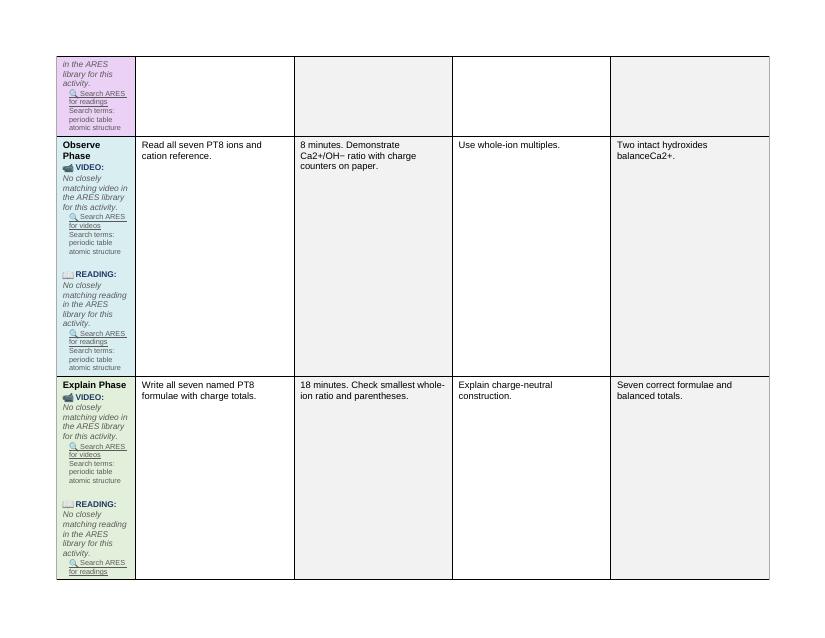 in the ARES
library for this
activity.
🔍 Search ARES
for readings
Search terms:
periodic table
atomic structure
Observe
Phase
📹 VIDEO:
No closely
matching video in
the ARES library
for this activity.
🔍 Search ARES
for videos
Search terms:
periodic table
atomic structure
📖 READING:
No closely
matching reading
in the ARES
library for this
activity.
🔍 Search ARES
for readings
Search terms:
periodic table
atomic structure
Read all seven PT8 ions and
cation reference.
8 minutes. Demonstrate
Ca2+/OH− ratio with charge
counters on paper.
Use whole-ion multiples.
Two intact hydroxides
balanceCa2+.
Explain Phase
📹 VIDEO:
No closely
matching video in
the ARES library
for this activity.
🔍 Search ARES
for videos
Search terms:
periodic table
atomic structure
📖 READING:
No closely
matching reading
in the ARES
library for this
activity.
🔍 Search ARES
for readings
Write all seven named PT8
formulae with charge totals.
18 minutes. Check smallest whole-
ion ratio and parentheses.
Explain charge-neutral
construction.
Seven correct formulae and
balanced totals.